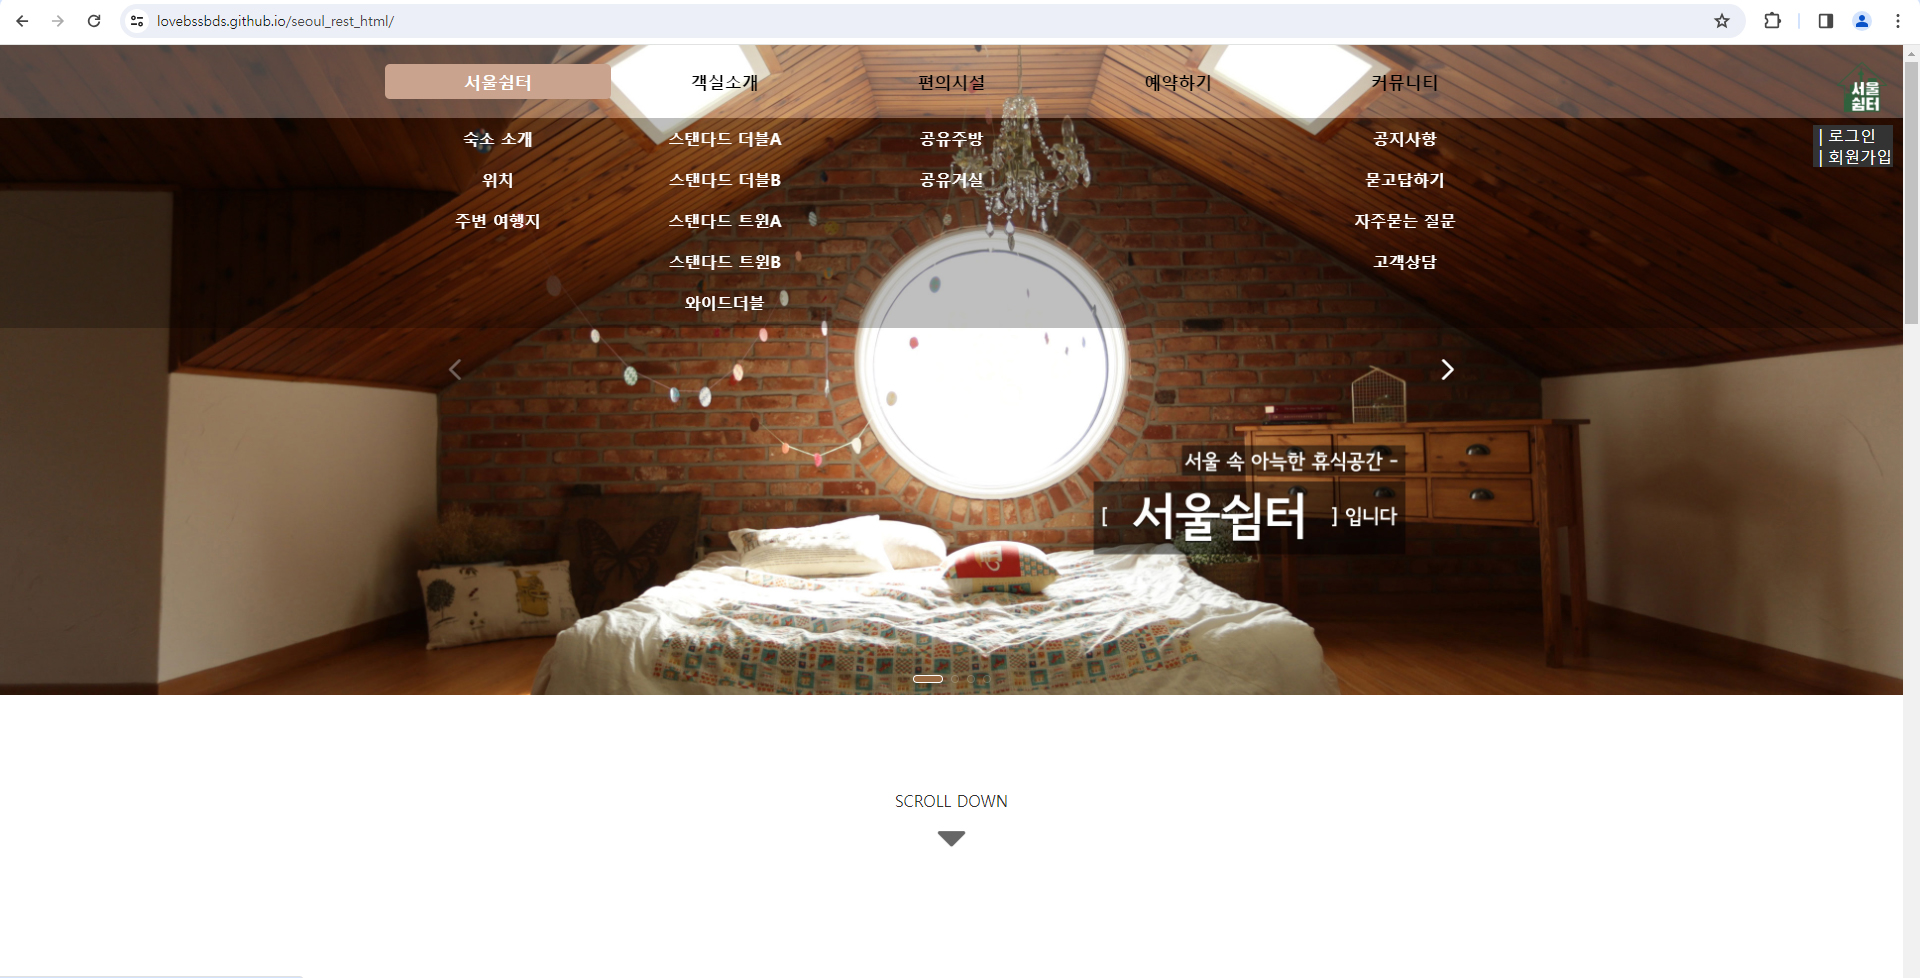 lovebssbds.github.io/seoul_rest_html/
서울쉼터 객실소개 편의시설 예약하기 커뮤니티
서울
쉼터
숙소 소개 스탠다드 더블A 공유주방 공지사항
| 로그인
| 회원가입
위치 스탠다드 더블B 공유거실 묻고답하기
주변 여행지 스탠다드 트윈A 자주묻는 질문
스탠다드 트윈B 고객상담
와이드더블
서울 속 아늑한 휴식공간 -
[ 서울쉼터 ] 입니다
SCROLL DOWN